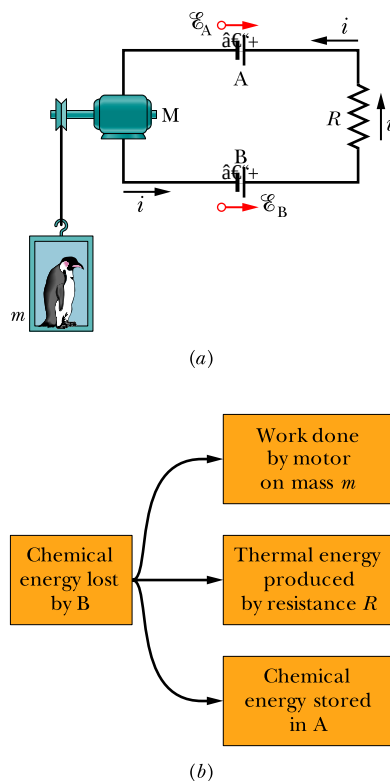 ℰA
â€“+
i
A
M
R
i
B
â€“+
i
ℰB
m
(a)
Work done
by motor
on mass m
Chemical
energy lost
by B
Thermal energy
produced
by resistance R
Chemical
energy stored
in A
(b)